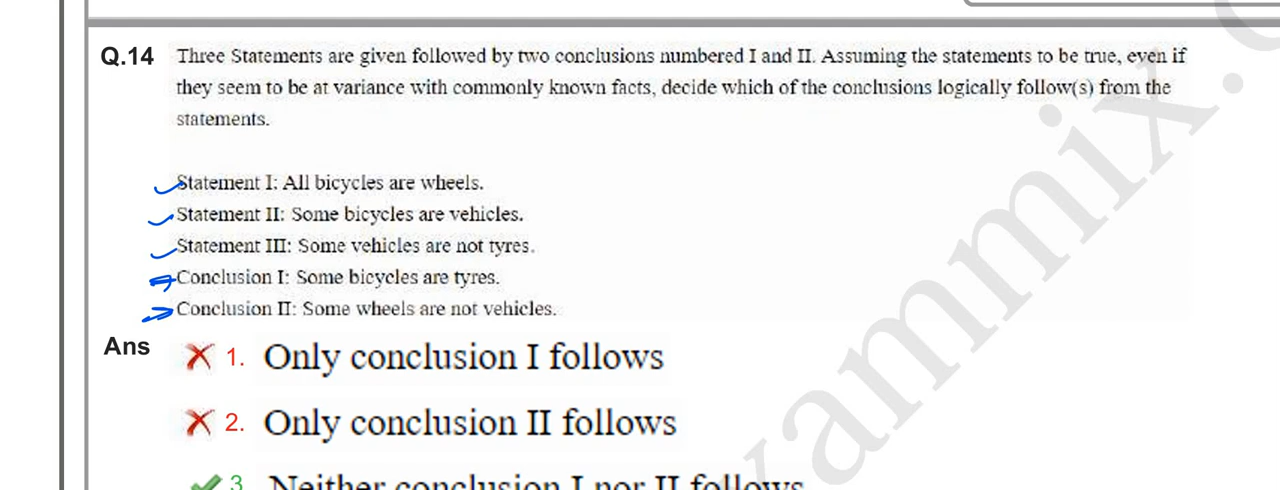 Q.14 Three Statements are given followed by two conclusions numbered I and II. Assuming the statements to be true, even if
they seem to be at variance with commonly known facts, decide which of the conclusions logically follow(s) from the
statements.
Statement I: All bicycles are wheels.
Statement II: Some bicycles are vehicles.
Statement III: Some vehicles are not tyres.
Conclusion I: Some bicycles are tyres.
Conclusion II: Some wheels are not vehicles.
Ans 1. Only conclusion I follows
2. Only conclusion II follows
3. Neither conclusion I nor II follows
xammix.c